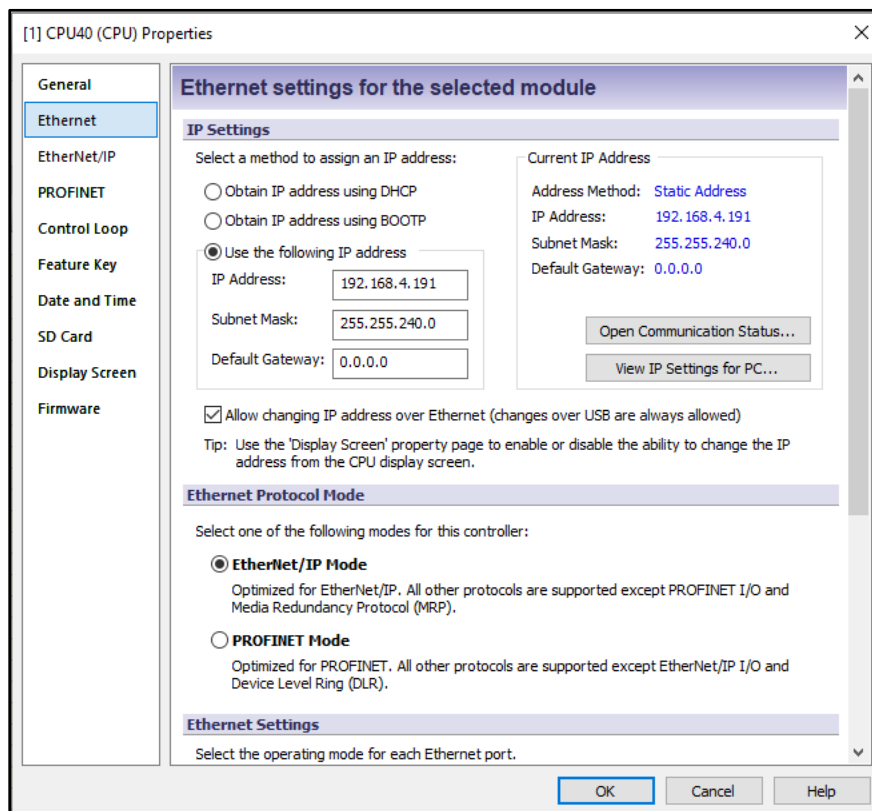 [1] CPU40 (CPU) Properties
General
Ethernet
EtherNet/IP
PROFINET
Control Loop
Feature Key
Date and Time
SD Card
Display Screen
Firmware
Ethernet settings for the selected module
IP Settings
Select a method to assign an IP address:
Obtain IP address using DHCP
Obtain IP address using BOOTP
Use the following IP address
IP Address: 192.168.4.191
Subnet Mask: 255.255.240.0
Default Gateway: 0.0.0.0
Current IP Address
Address Method: Static Address
IP Address: 192.168.4.191
Subnet Mask: 255.255.240.0
Default Gateway: 0.0.0.0
Open Communication Status...
View IP Settings for PC...
Allow changing IP address over Ethernet (changes over USB are always allowed)
Tip: Use the 'Display Screen' property page to enable or disable the ability to change the IP
address from the CPU display screen.
Ethernet Protocol Mode
Select one of the following modes for this controller:
EtherNet/IP Mode
Optimized for EtherNet/IP. All other protocols are supported except PROFINET I/O and
Media Redundancy Protocol (MRP).
PROFINET Mode
Optimized for PROFINET. All other protocols are supported except EtherNet/IP I/O and
Device Level Ring (DLR).
Ethernet Settings
Select the operating mode for each Ethernet port.
OK
Cancel
Help